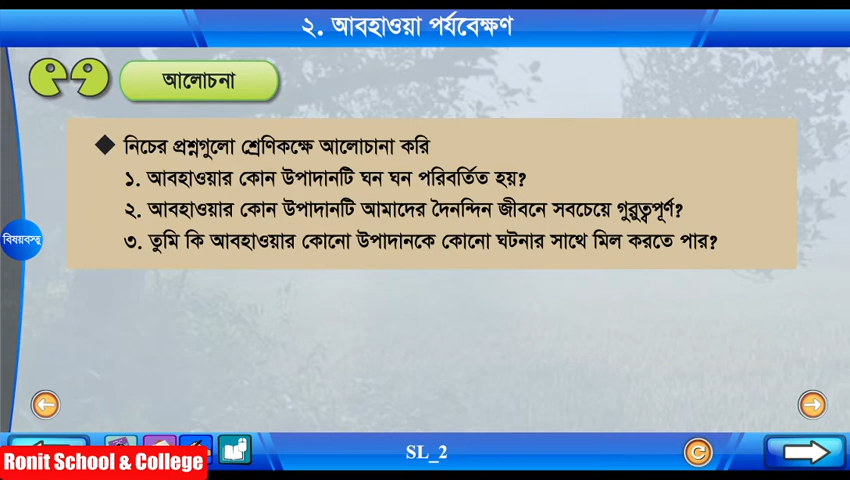 ২. আবহাওয়া পর্যবেক্ষণ
আলোচনা
নিচের প্রশ্নগুলো শ্রেণিকক্ষে আলোচানা করি
১. আবহাওয়ার কোন উপাদানটি ঘন ঘন পরিবর্তিত হয়?
২. আবহাওয়ার কোন উপাদানটি আমাদের দৈনন্দিন জীবনে সবচেয়ে গুরুত্বপূর্ণ?
৩. তুমি কি আবহাওয়ার কোনো উপাদানকে কোনো ঘটনার সাথে মিল করতে পার?
বিষয়বস্তু
SL_2
Ronit School & College